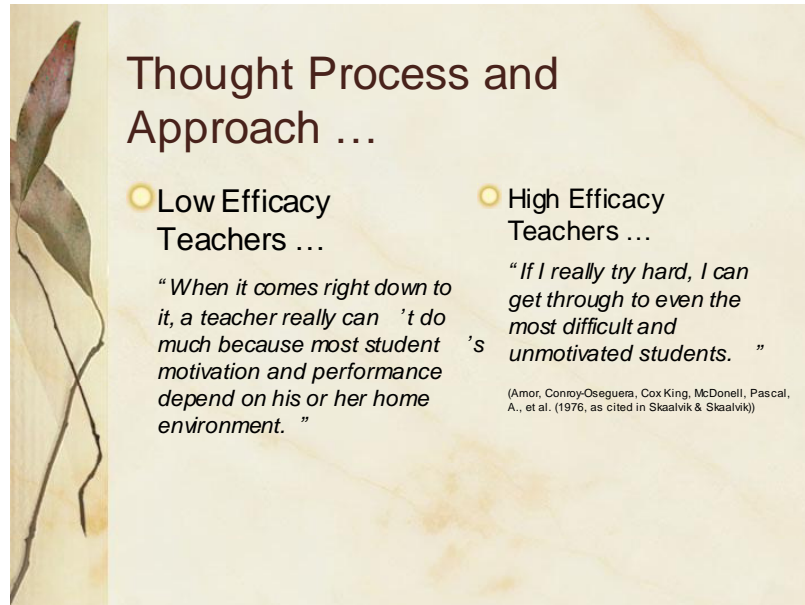 Thought Process and
Approach …
Low Efficacy
Teachers …
“When it comes right down to
it, a teacher really can ’t do
much because most student ’s
motivation and performance
depend on his or her home
environment. ”
High Efficacy
Teachers …
“If I really try hard, I can
get through to even the
most difficult and
unmotivated students. ”
(Amor, Conroy-Oseguera, Cox King, McDonell, Pascal,
A., et al. (1976, as cited in Skaalvik & Skaalvik))